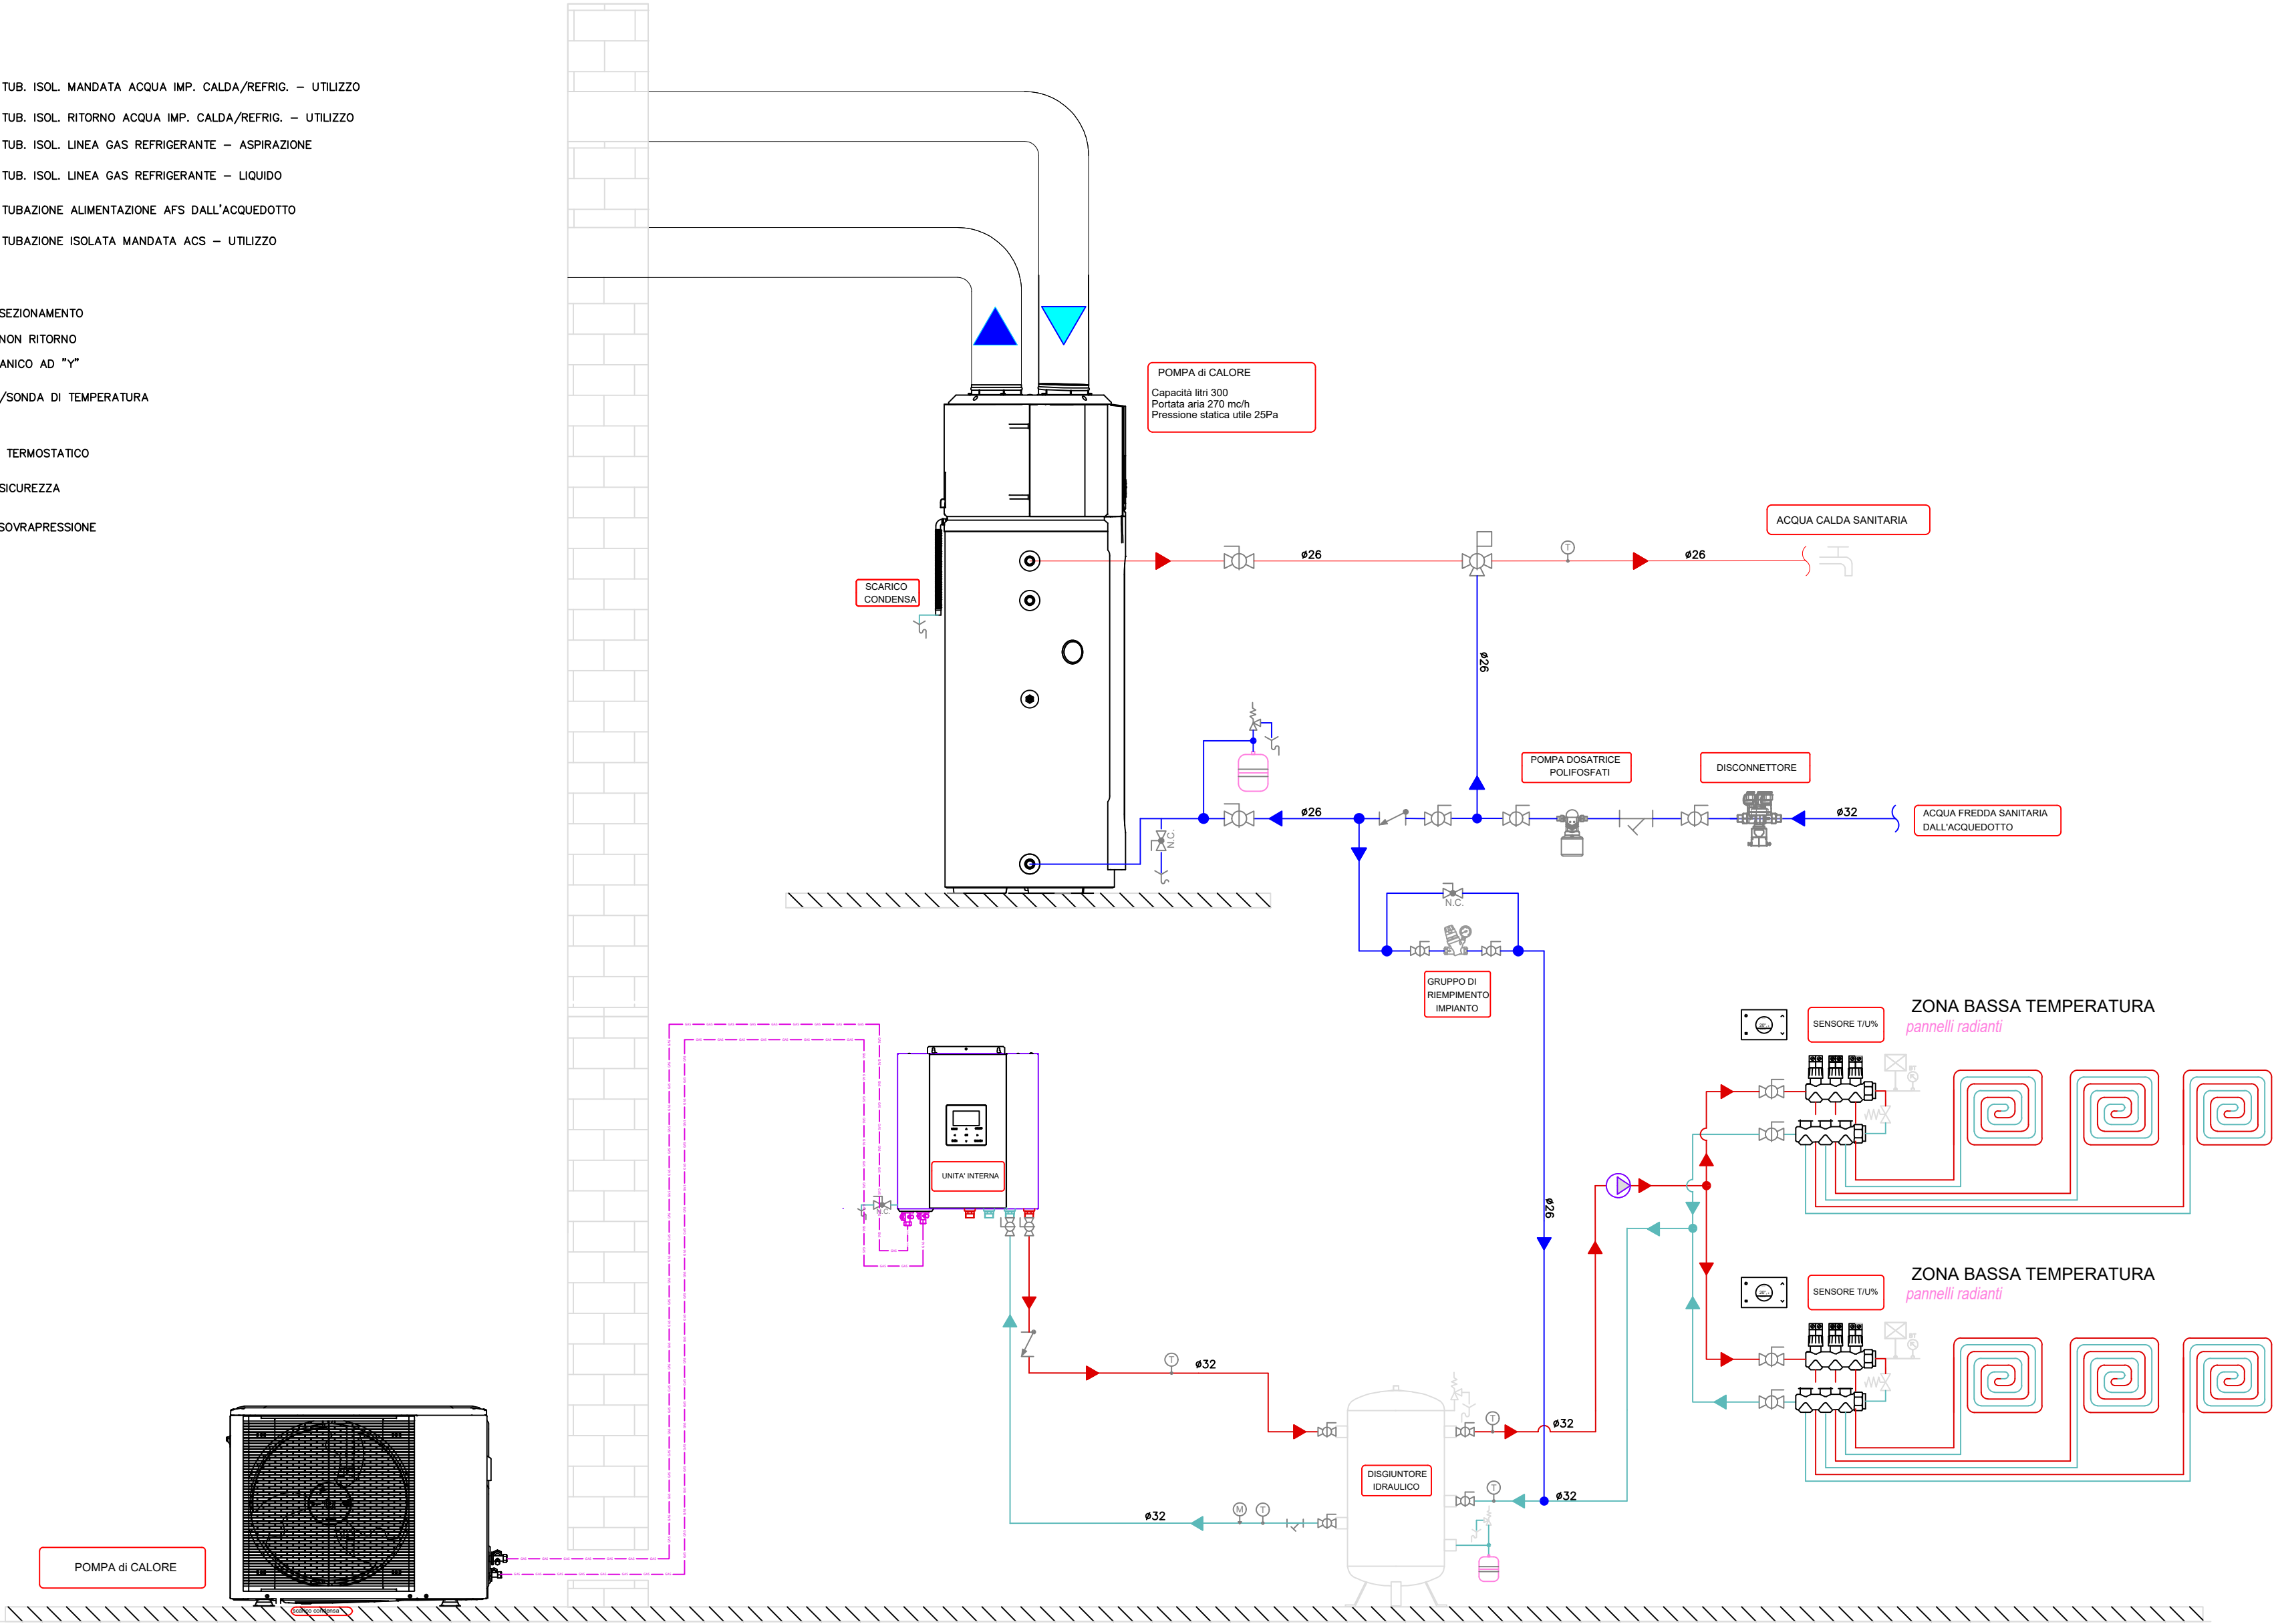 TUB. ISOL. MANDATA ACQUA IMP. CALDA/REFRIG. – UTILIZZO
TUB. ISOL. RITORNO ACQUA IMP. CALDA/REFRIG. – UTILIZZO
TUB. ISOL. LINEA GAS REFRIGERANTE – ASPIRAZIONE
TUB. ISOL. LINEA GAS REFRIGERANTE – LIQUIDO
TUBAZIONE ALIMENTAZIONE AFS DALL'ACQUEDOTTO
TUBAZIONE ISOLATA MANDATA ACS – UTILIZZO
SEZIONAMENTO
NON RITORNO
ANICO AD "Y"
/SONDA DI TEMPERATURA
TERMOSTATICO
SICUREZZA
SOVRAPRESSIONE
POMPA di CALORE
Capacità litri 300
Portata aria 270 mc/h
Pressione statica utile 25Pa
ACQUA CALDA SANITARIA
ø26
T
ø26
SCARICO
CONDENSA
ø26
POMPA DOSATRICE
POLIFOSFATI
DISCONNETTORE
ø26
ø32
ACQUA FREDDA SANITARIA
DALL'ACQUEDOTTO
N.C.
N.C.
GRUPPO DI
RIEMPIMENTO
IMPIANTO
ZONA BASSA TEMPERATURA
SENSORE T/U%
pannelli radianti
20°
UNITA' INTERNA
N.C.
ø26
ZONA BASSA TEMPERATURA
SENSORE T/U%
pannelli radianti
20°
T
ø32
T
ø32
DISGIUNTORE
IDRAULICO
T
ø32
ø32
M
T
POMPA di CALORE
scarico condensa